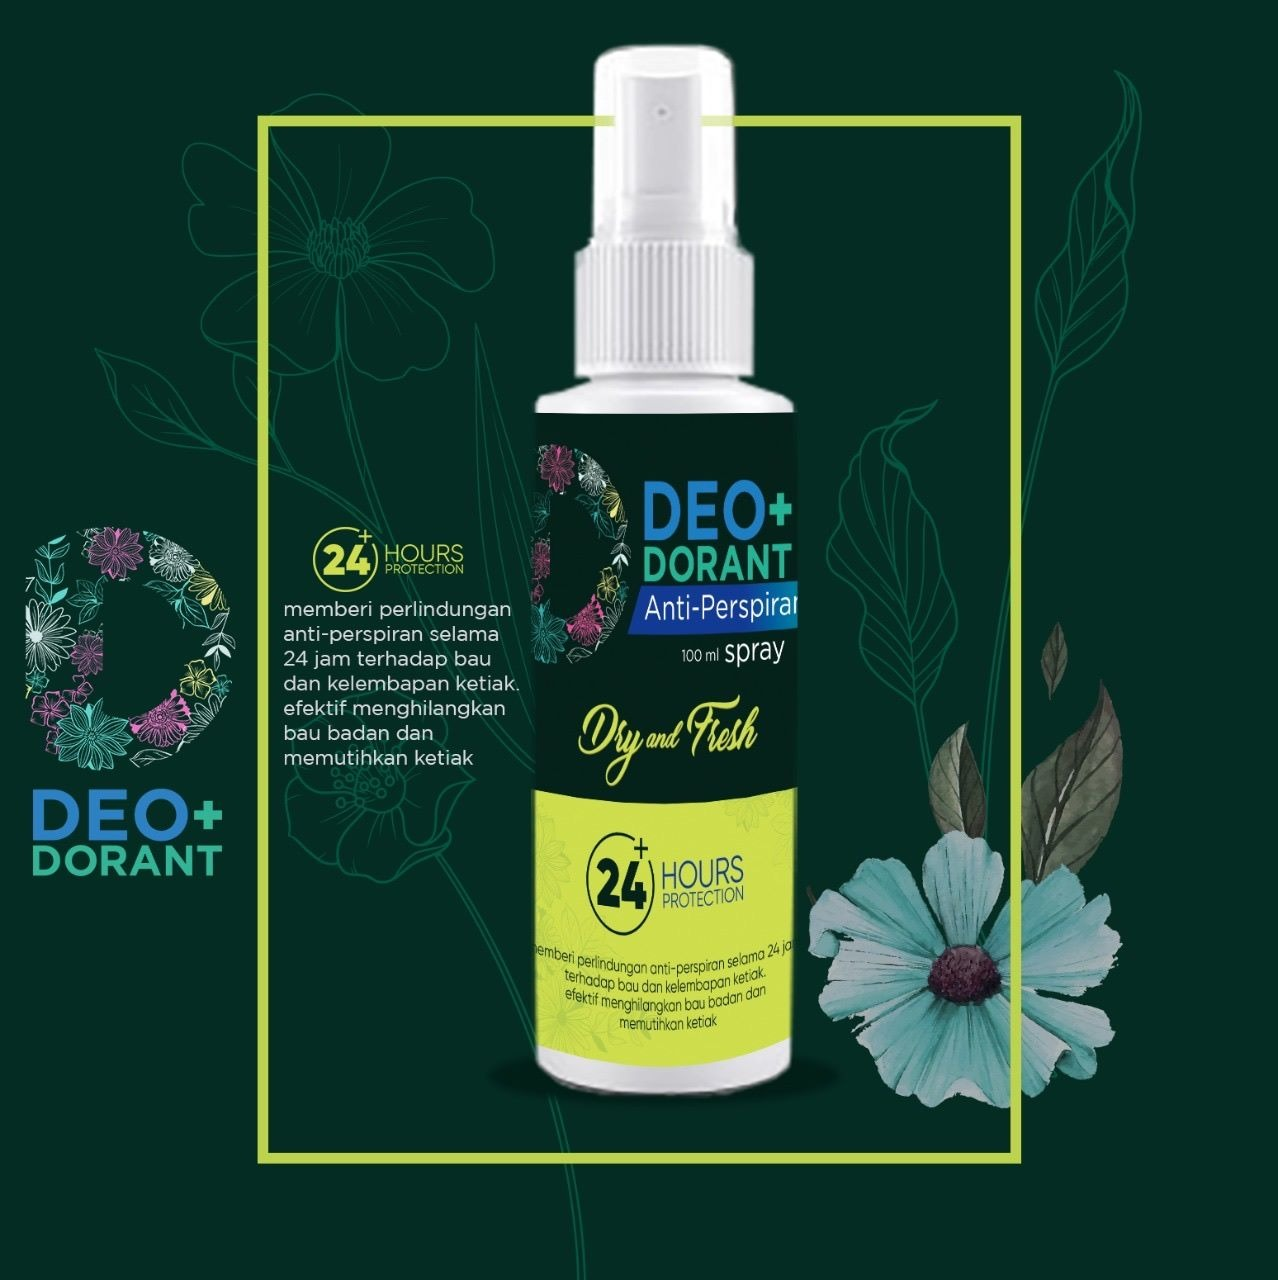 DEO+
DORANT
24+ HOURS
PROTECTION
memberi perlindungan
anti-perspiran selama
24 jam terhadap bau
dan kelembapan ketiak.
efektif menghilangkan
bau badan dan
memutihkan ketiak
DEO+
DORANT
Anti-Perspiran
100 ml spray
Dry and Fresh
24+ HOURS
PROTECTION
memberi perlindungan anti-perspiran selama 24 ja
terhadap bau dan kelembapan ketiak.
efektif menghilangkan bau badan dan
memutihkan ketiak